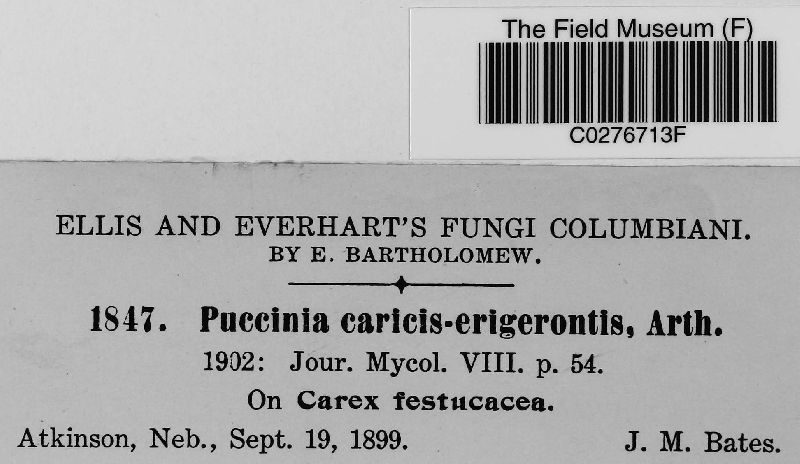 The Field Museum (F)
C0276713F
ELLIS AND EVERHART'S FUNGI COLUMBIANI.
BY E. BARTHOLOMEW.
1847. Puccinia caricis-erigerontis, Arth.
1902: Jour. Mycol. VIII. p. 54.
On Carex festucacea.
Atkinson, Neb., Sept. 19, 1899. J. M. Bates.